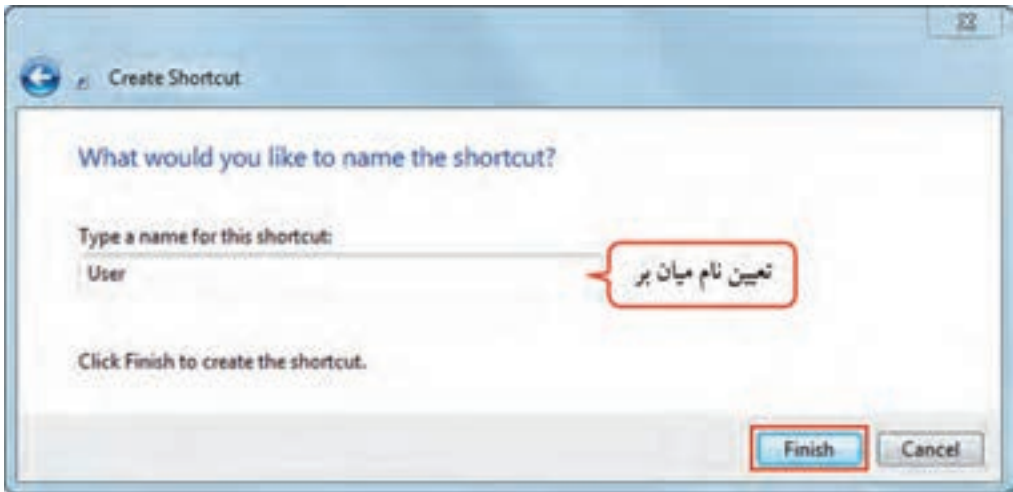 Create Shortcut
What would you like to name the shortcut?
Type a name for this shortcut:
User
تعیین نام میان بر
Click Finish to create the shortcut.
Finish
Cancel